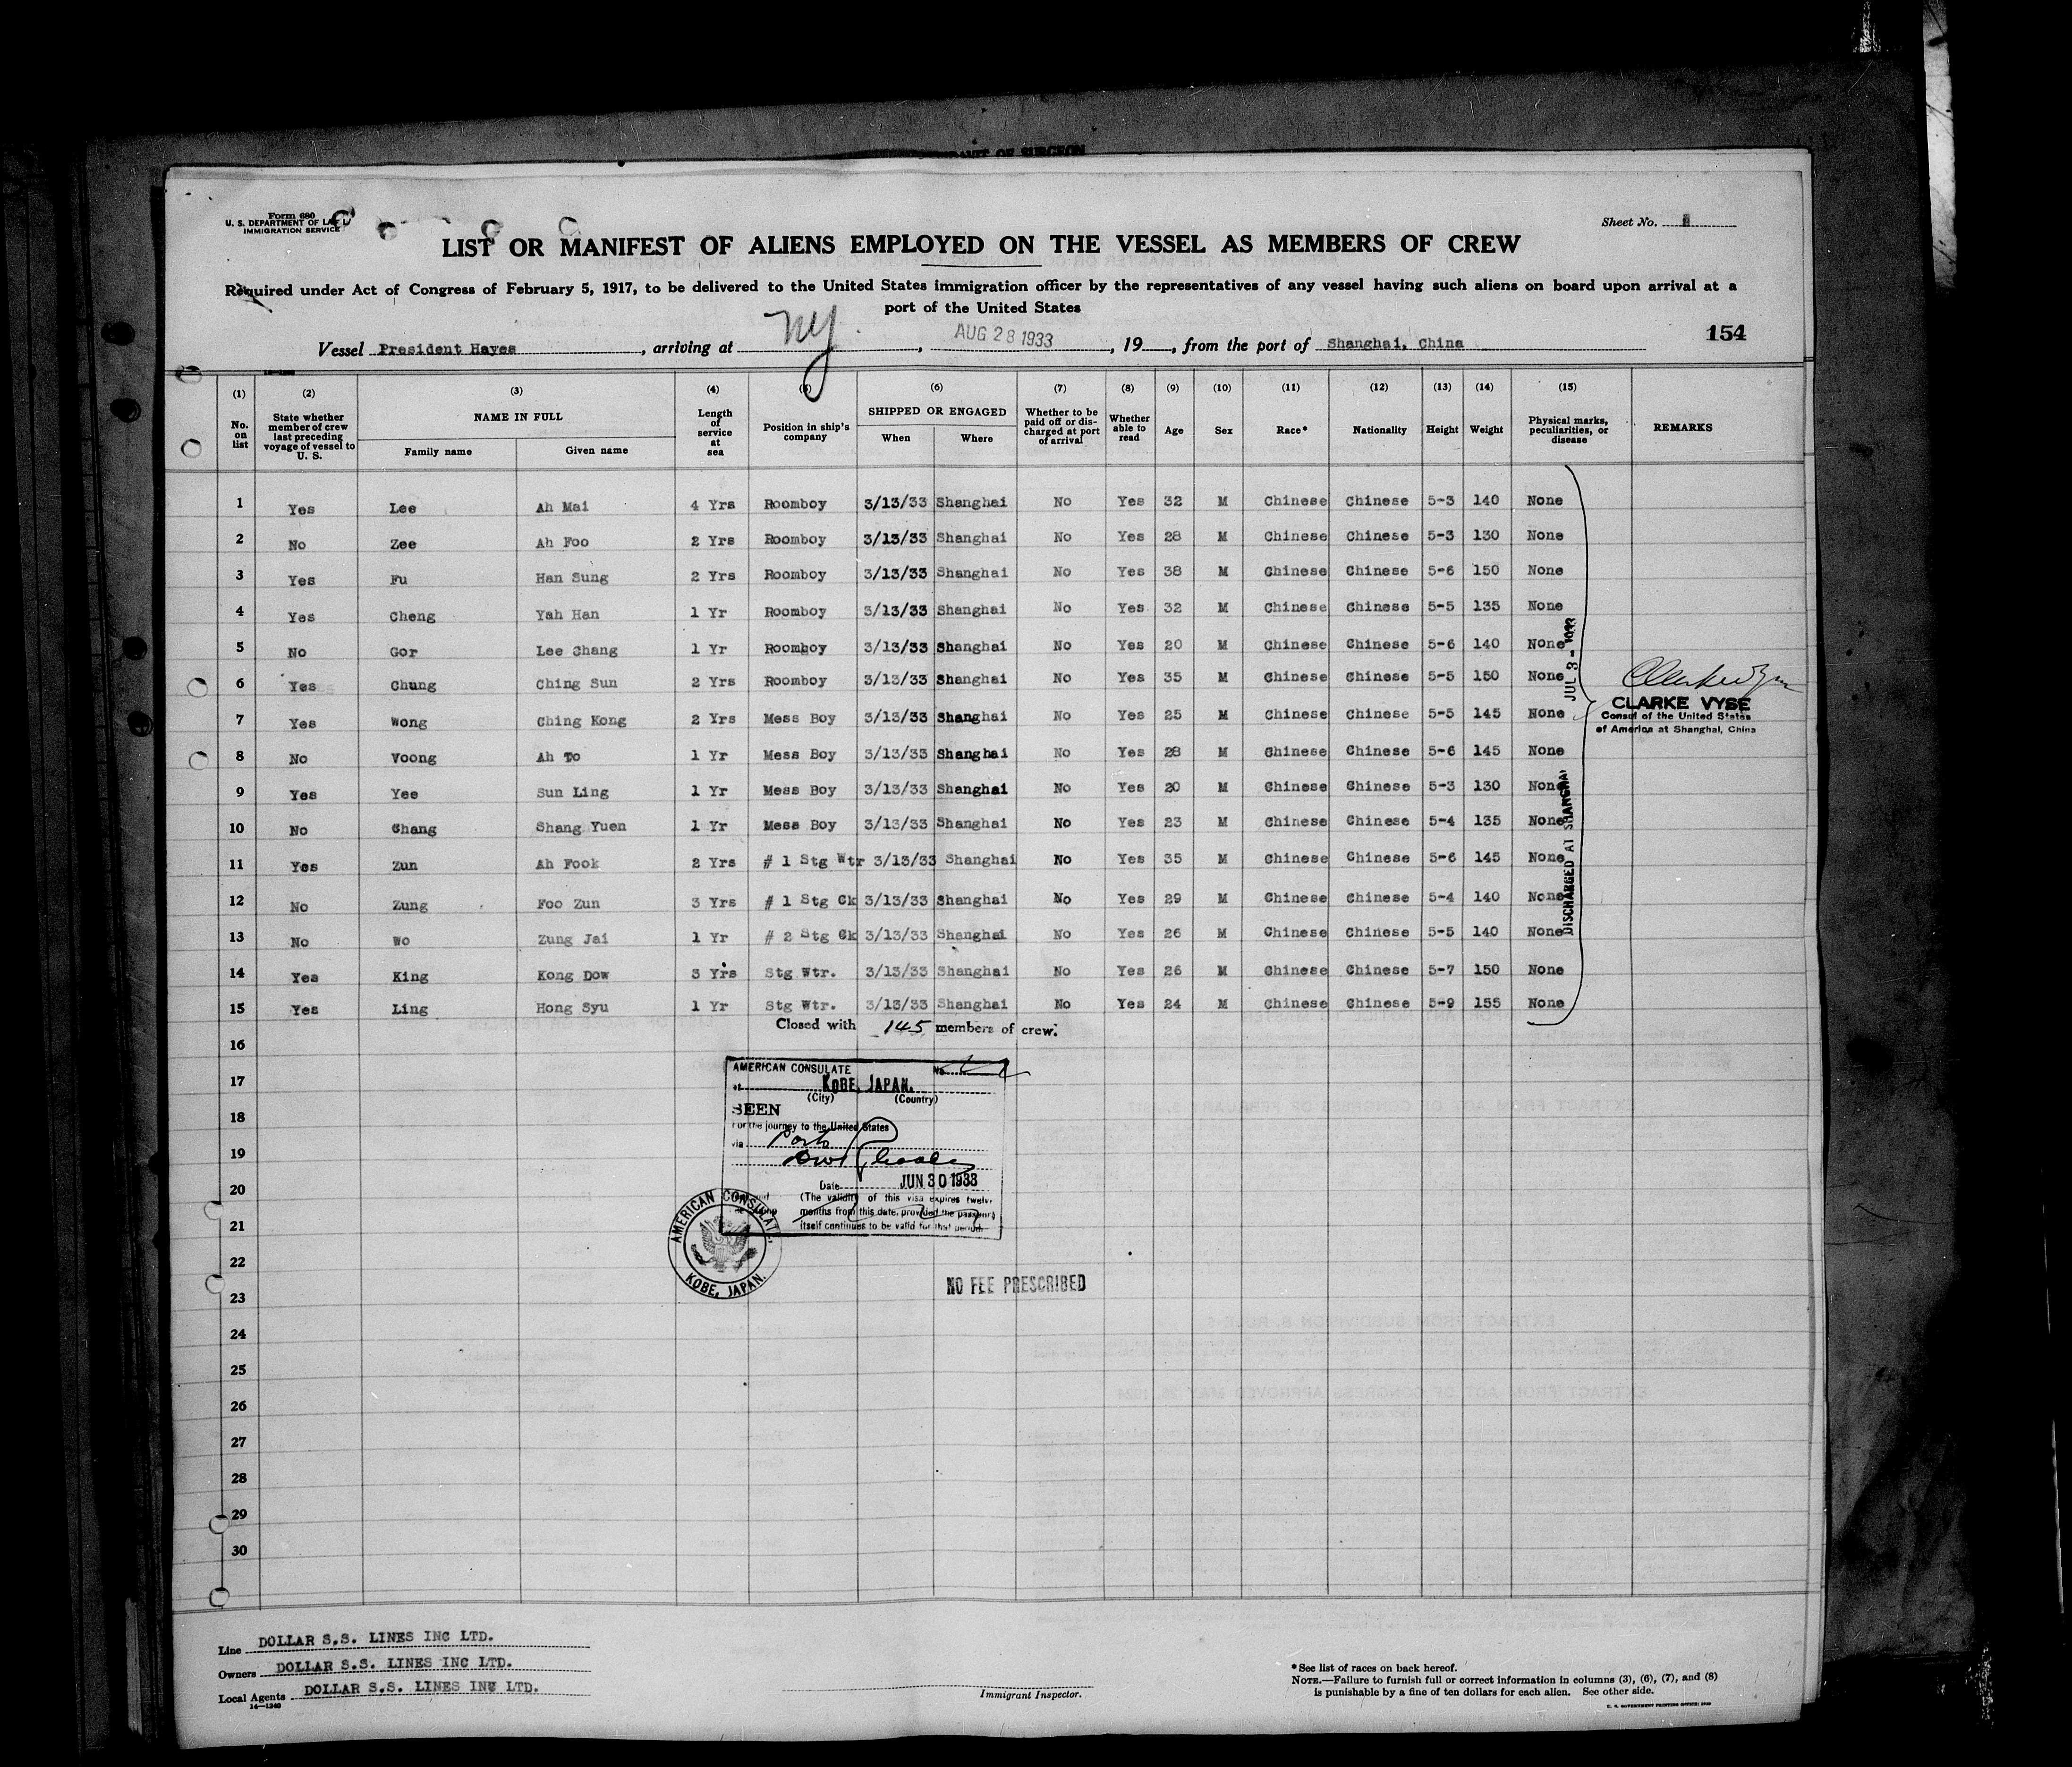 Form 680
U. S. DEPARTMENT OF LABOR
IMMIGRATION SERVICE
Sheet No.
LIST OR MANIFEST OF ALIENS EMPLOYED ON THE VESSEL AS MEMBERS OF CREW
Required under Act of Congress of February 5, 1917, to be delivered to the United States immigration officer by the representatives of any vessel having such aliens on board upon arrival at a
port of the United States
154
Vessel President Hayes, arriving at NY, AUG 28 1933, 19, from the port of Shanghai, China
(1) (2) (3) (4) (5) (6) (7) (8) (9) (10) (11) (12) (13) (14) (15)
No. on list State whether member of crew last preceding voyage of vessel to U. S. NAME IN FULL Family name Given name Length of service at sea Position in ship's company SHIPPED OR ENGAGED When Where Whether to be paid off or discharged at port of arrival Whether able to read Age Sex Race* Nationality Height Weight Physical marks, peculiarities, or disease REMARKS
1 Yes Lee Ah Mai 4 Yrs Roomboy 3/13/33 Shanghai No Yes 32 M Chinese Chinese 5-3 140 None
2 No Zee Ah Foo 2 Yrs Roomboy 3/13/33 Shanghai No Yes 28 M Chinese Chinese 5-3 130 None
3 Yes Fu Han Sung 2 Yrs Roomboy 3/13/33 Shanghai No Yes 38 M Chinese Chinese 5-6 150 None
4 Yes Cheng Yah Han 1 Yr Roomboy 3/13/33 Shanghai No Yes 32 M Chinese Chinese 5-5 135 None
5 No Gor Lee Chang 1 Yr Roomboy 3/13/33 Shanghai No Yes 20 M Chinese Chinese 5-6 140 None
6 Yes Chung Ching Sun 2 Yrs Roomboy 3/13/33 Shanghai No Yes 35 M Chinese Chinese 5-5 150 None
7 Yes Wong Ching Kong 2 Yrs Mess Boy 3/13/33 Shanghai No Yes 25 M Chinese Chinese 5-5 145 None
8 No Voong Ah To 1 Yr Mess Boy 3/13/33 Shanghai No Yes 28 M Chinese Chinese 5-6 145 None
9 Yes Yee Sun Ling 1 Yr Mess Boy 3/13/33 Shanghai No Yes 20 M Chinese Chinese 5-3 130 None
10 No Chang Shang Yuen 1 Yr Mess Boy 3/13/33 Shanghai No Yes 23 M Chinese Chinese 5-4 135 None
11 Yes Zun Ah Fook 2 Yrs # 1 Stg Wtr 3/13/33 Shanghai No Yes 35 M Chinese Chinese 5-6 145 None
12 No Zung Foo Zun 3 Yrs # 1 Stg Ck 3/13/33 Shanghai No Yes 29 M Chinese Chinese 5-4 140 None
13 No Wo Zung Jai 1 Yr # 2 Stg Ck 3/13/33 Shanghai No Yes 26 M Chinese Chinese 5-5 140 None
14 Yes King Kong Dow 3 Yrs Stg Wtr. 3/13/33 Shanghai No Yes 26 M Chinese Chinese 5-7 150 None
15 Yes Ling Hong Syu 1 Yr Stg Wtr. 3/13/33 Shanghai No Yes 24 M Chinese Chinese 5-9 155 None
DISCHARGED AT SHANGHAI JUL 3 - 1933
CLARKE VYSE
Consul of the United States
of America at Shanghai, China
Closed with 145 members of crew.
16
17
18
19
20
21
22
23
24
25
26
27
28
29
30
AMERICAN CONSULATE No.
at KOBE, JAPAN.
(City) (Country)
SEEN
For the journey to the United States
via Ports
Date JUN 30 1933
(The validity of this visa expires twelve
months from this date, provided the passport
itself continues to be valid for that period.
AMERICAN CONSULATE, KOBE, JAPAN.
NO FEE PRESCRIBED
Line DOLLAR S.S. LINES INC LTD.
Owners DOLLAR S.S. LINES INC LTD.
Local Agents DOLLAR S.S. LINES INC LTD.
14—1240
Immigrant Inspector.
*See list of races on back hereof.
NOTE.—Failure to furnish full or correct information in columns (3), (6), (7), and (8)
is punishable by a fine of ten dollars for each alien. See other side.